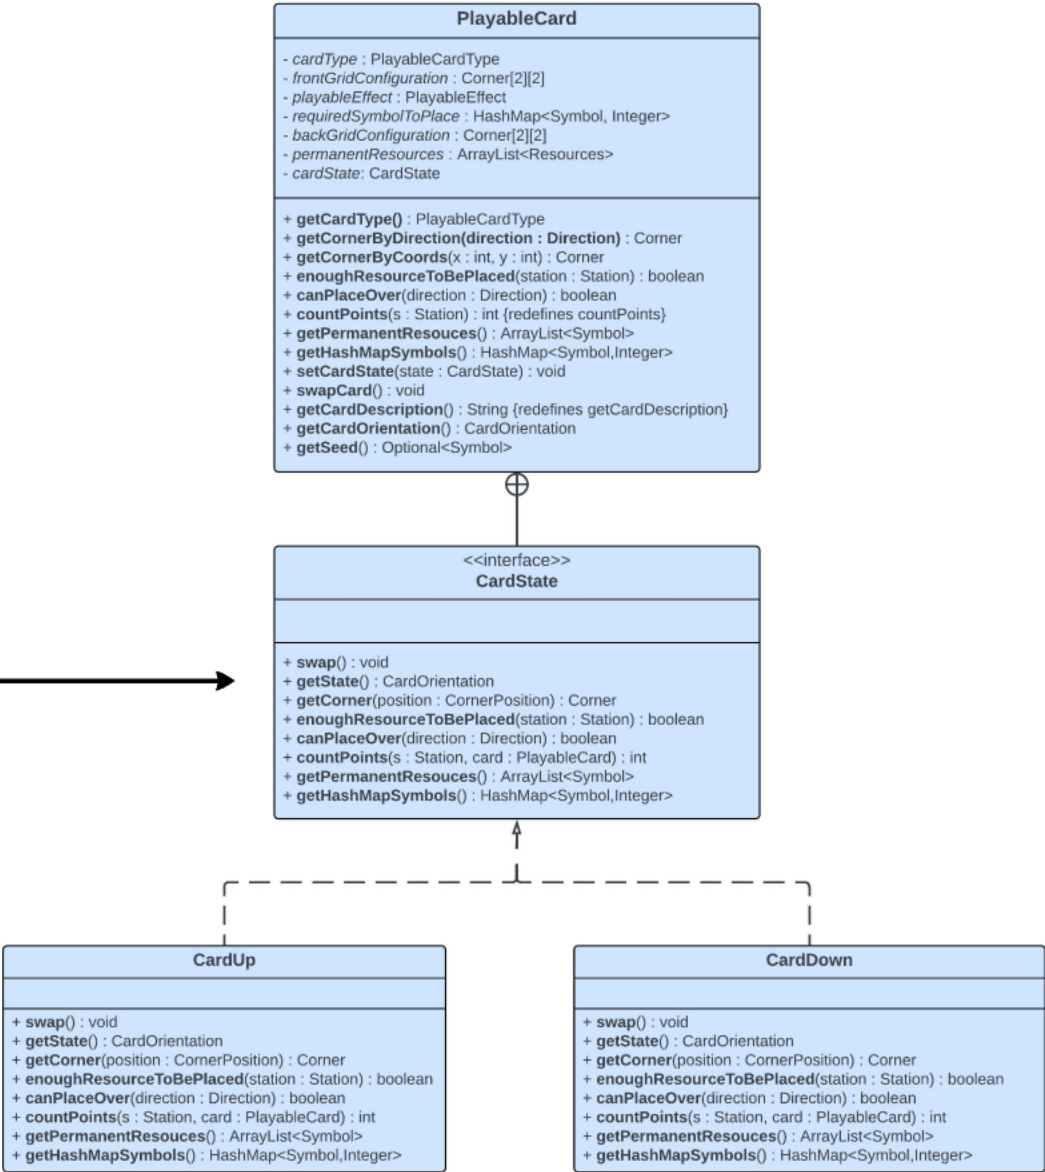 PlayableCard
- cardType : PlayableCardType
- frontGridConfiguration : Corner[2][2]
- playableEffect : PlayableEffect
- requiredSymbolToPlace : HashMap<Symbol, Integer>
- backGridConfiguration : Corner[2][2]
- permanentResources : ArrayList<Resources>
- cardState: CardState
+ getCardType() : PlayableCardType
+ getCornerByDirection(direction : Direction) : Corner
+ getCornerByCoords(x : int, y : int) : Corner
+ enoughResourceToBePlaced(station : Station) : boolean
+ canPlaceOver(direction : Direction) : boolean
+ countPoints(s : Station) : int {redefines countPoints}
+ getPermanentResouces() : ArrayList<Symbol>
+ getHashMapSymbols() : HashMap<Symbol,Integer>
+ setCardState(state : CardState) : void
+ swapCard() : void
+ getCardDescription() : String {redefines getCardDescription}
+ getCardOrientation() : CardOrientation
+ getSeed() : Optional<Symbol>
<<interface>>
CardState
+ swap() : void
+ getState() : CardOrientation
+ getCorner(position : CornerPosition) : Corner
+ enoughResourceToBePlaced(station : Station) : boolean
+ canPlaceOver(direction : Direction) : boolean
+ countPoints(s : Station, card : PlayableCard) : int
+ getPermanentResouces() : ArrayList<Symbol>
+ getHashMapSymbols() : HashMap<Symbol,Integer>
CardUp
+ swap() : void
+ getState() : CardOrientation
+ getCorner(position : CornerPosition) : Corner
+ enoughResourceToBePlaced(station : Station) : boolean
+ canPlaceOver(direction : Direction) : boolean
+ countPoints(s : Station, card : PlayableCard) : int
+ getPermanentResouces() : ArrayList<Symbol>
+ getHashMapSymbols() : HashMap<Symbol,Integer>
CardDown
+ swap() : void
+ getState() : CardOrientation
+ getCorner(position : CornerPosition) : Corner
+ enoughResourceToBePlaced(station : Station) : boolean
+ canPlaceOver(direction : Direction) : boolean
+ countPoints(s : Station, card : PlayableCard) : int
+ getPermanentResouces() : ArrayList<Symbol>
+ getHashMapSymbols() : HashMap<Symbol,Integer>